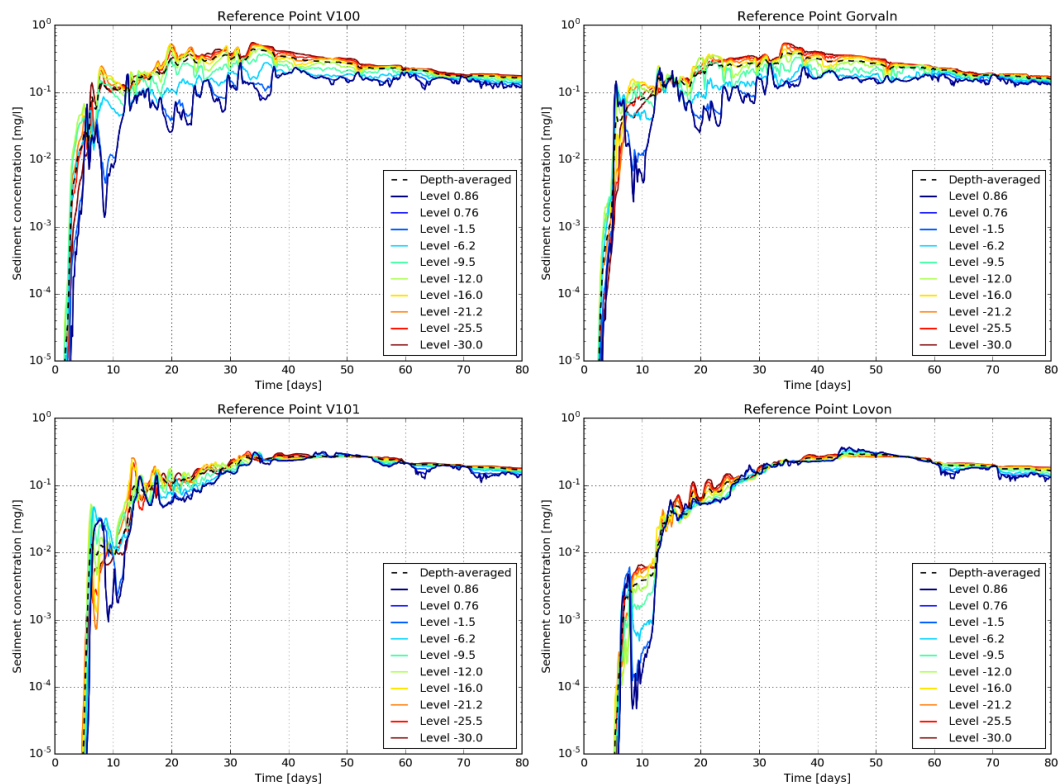 Reference Point V100
Sediment concentration [mg/l]
10^0
10^-1
10^-2
10^-3
10^-4
10^-5
Depth-averaged
Level 0.86
Level 0.76
Level -1.5
Level -6.2
Level -9.5
Level -12.0
Level -16.0
Level -21.2
Level -25.5
Level -30.0
0 10 20 30 40 50 60 70 80
Time [days]
Reference Point Gorvaln
Sediment concentration [mg/l]
10^0
10^-1
10^-2
10^-3
10^-4
10^-5
Depth-averaged
Level 0.86
Level 0.76
Level -1.5
Level -6.2
Level -9.5
Level -12.0
Level -16.0
Level -21.2
Level -25.5
Level -30.0
0 10 20 30 40 50 60 70 80
Time [days]
Reference Point V101
Sediment concentration [mg/l]
10^0
10^-1
10^-2
10^-3
10^-4
10^-5
Depth-averaged
Level 0.86
Level 0.76
Level -1.5
Level -6.2
Level -9.5
Level -12.0
Level -16.0
Level -21.2
Level -25.5
Level -30.0
0 10 20 30 40 50 60 70 80
Time [days]
Reference Point Lovon
Sediment concentration [mg/l]
10^0
10^-1
10^-2
10^-3
10^-4
10^-5
Depth-averaged
Level 0.86
Level 0.76
Level -1.5
Level -6.2
Level -9.5
Level -12.0
Level -16.0
Level -21.2
Level -25.5
Level -30.0
0 10 20 30 40 50 60 70 80
Time [days]